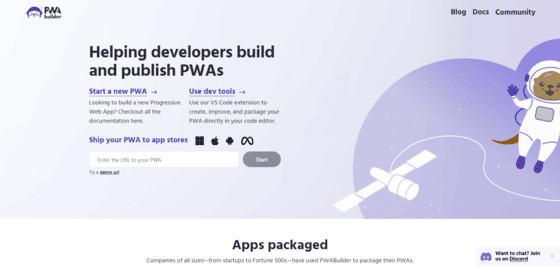 PWA
builder
Blog Docs Community
Helping developers build
and publish PWAs
Start a new PWA →
Looking to build a new Progressive
Web App? Checkout all the
documentation here.
Use dev tools →
Use our VS Code extension to
create, improve, and package your
PWA directly in your code editor.
Ship your PWA to app stores
Enter the URL to your PWA
Start
Try a demo url
Apps packaged
Companies of all sizes—from startups to Fortune 500s—have used PWABuilder to package their PWAs.
Want to chat? Join
us on Discord